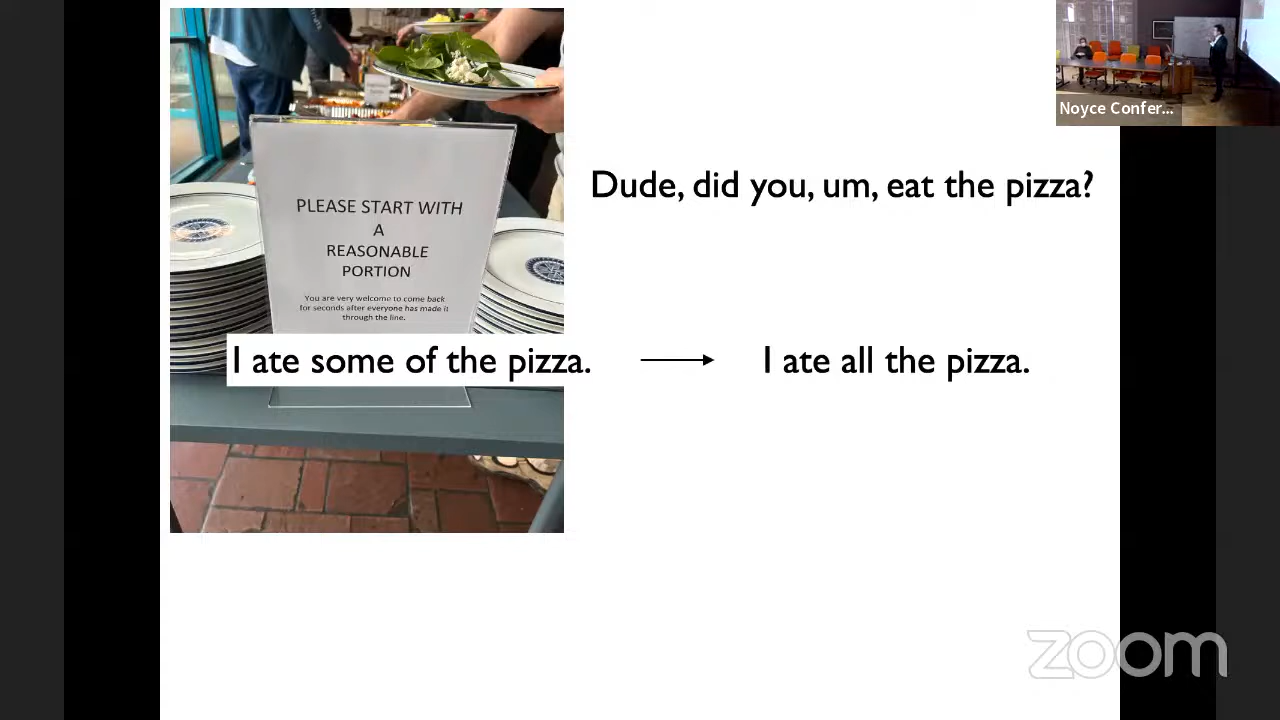 Noyce Confer...
Dude, did you, um, eat the pizza?
PLEASE START WITH
A
REASONABLE
PORTION
You are very welcome to come back
for seconds after everyone has made it
through the line.
I ate some of the pizza.
I ate all the pizza.
zoom